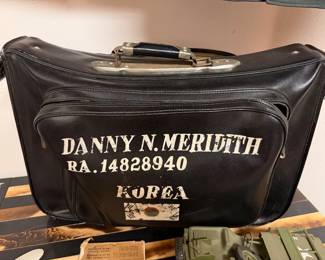 DANNY N. MERIDITH
RA. 14828940
KOREA